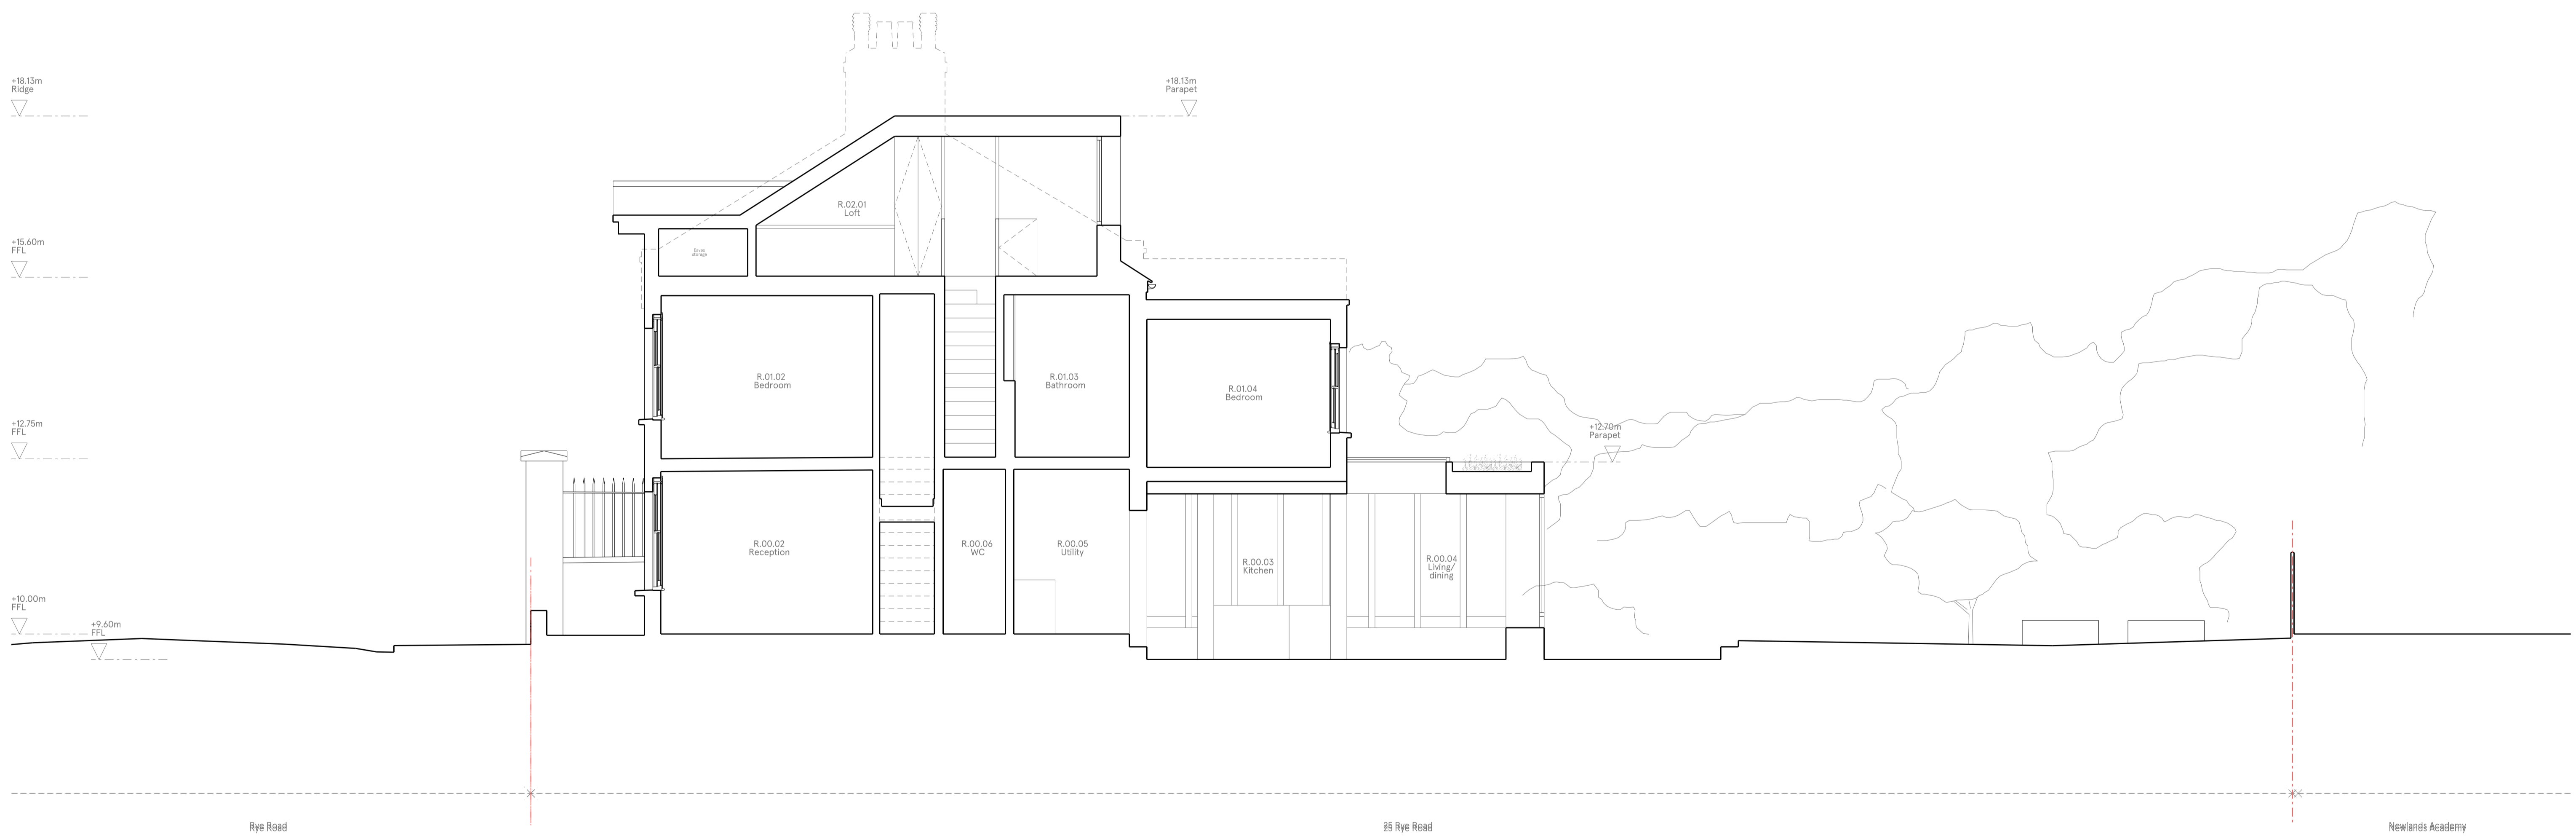 +18.13m
Ridge
+18.13m
Parapet
R.02.01
Loft
+15.60m
FFL
Eaves
storage
R.01.02
Bedroom
R.01.03
Bathroom
R.01.04
Bedroom
+12.75m
FFL
+12.70m
Parapet
R.00.02
Reception
R.00.06
WC
R.00.05
Utility
R.00.03
Kitchen
R.00.04
Living/
dining
+10.00m
FFL
+9.60m
FFL
Rye Road
25 Rye Road
Newlands Academy